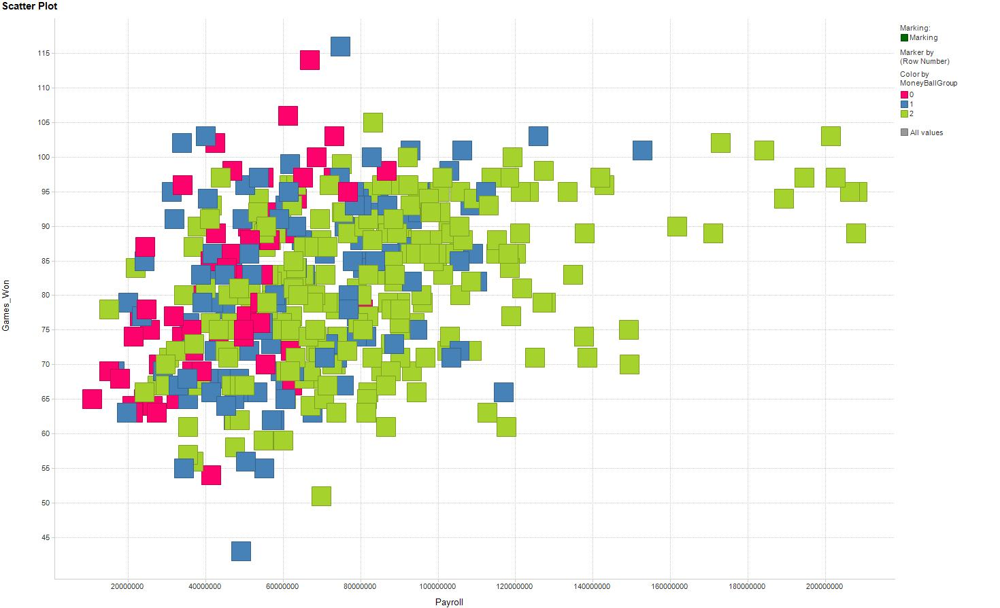 Scatter Plot
Marking:
Marking
Marker by
(Row Number)
Color by
MoneyBallGroup
0
1
2
All values
Games_Won
115
110
105
100
95
90
85
80
75
70
65
60
55
50
45
20000000 40000000 60000000 80000000 100000000 120000000 140000000 160000000 180000000 200000000
Payroll